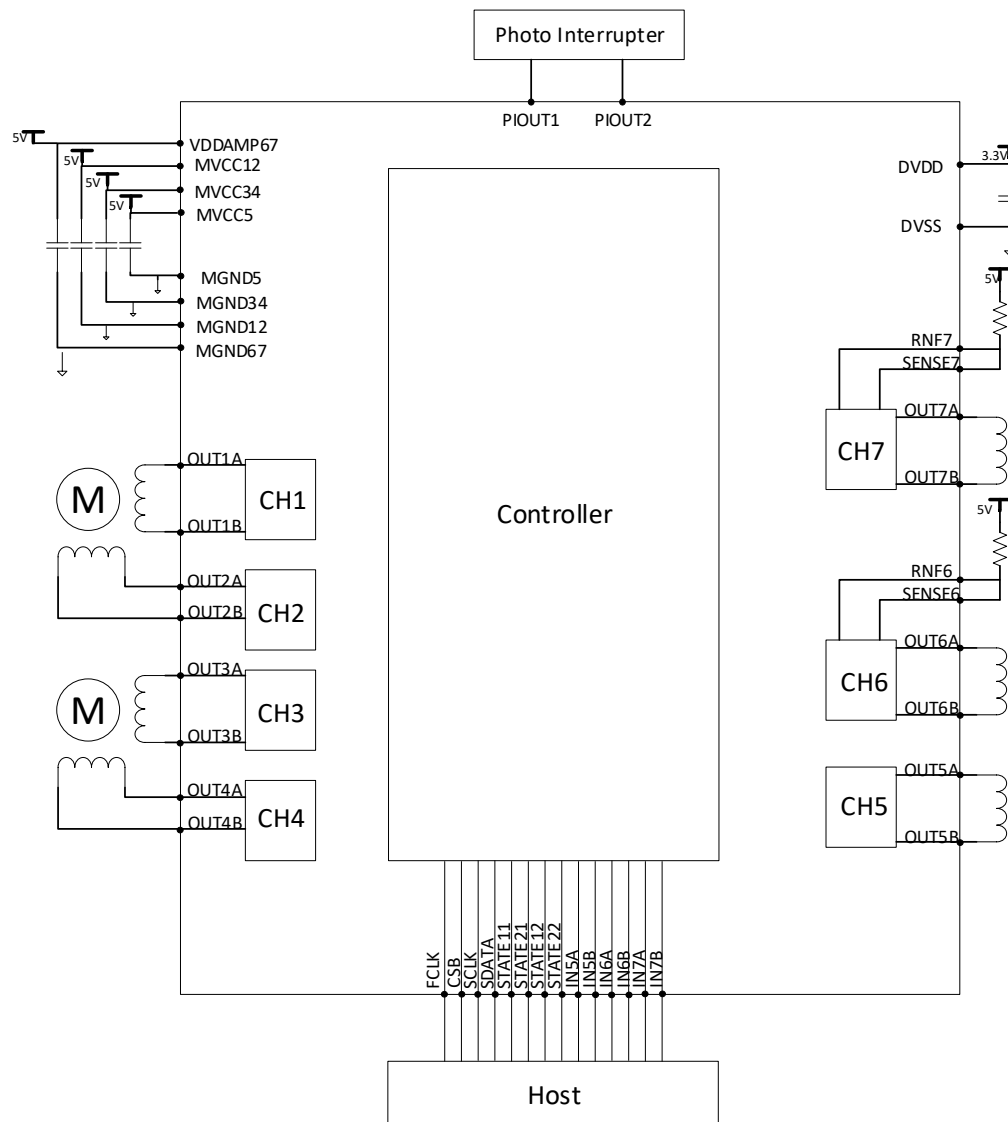 Photo Interrupter
PIOUT1
PIOUT2
5V
VDDAMP67
5V
MVCC12
5V
MVCC34
5V
MVCC5
MGND5
MGND34
MGND12
MGND67
3.3V
DVDD
DVSS
5V
RNF7
SENSE7
OUT7A
CH7
OUT7B
M
OUT1A
CH1
OUT1B
OUT2A
OUT2B
CH2
M
OUT3A
CH3
OUT3B
OUT4A
OUT4B
CH4
Controller
5V
RNF6
SENSE6
OUT6A
CH6
OUT6B
OUT5A
CH5
OUT5B
FCLK
CSB
SCLK
SDATA
STATE11
STATE21
STATE12
STATE22
IN5A
IN5B
IN6A
IN6B
IN7A
IN7B
Host